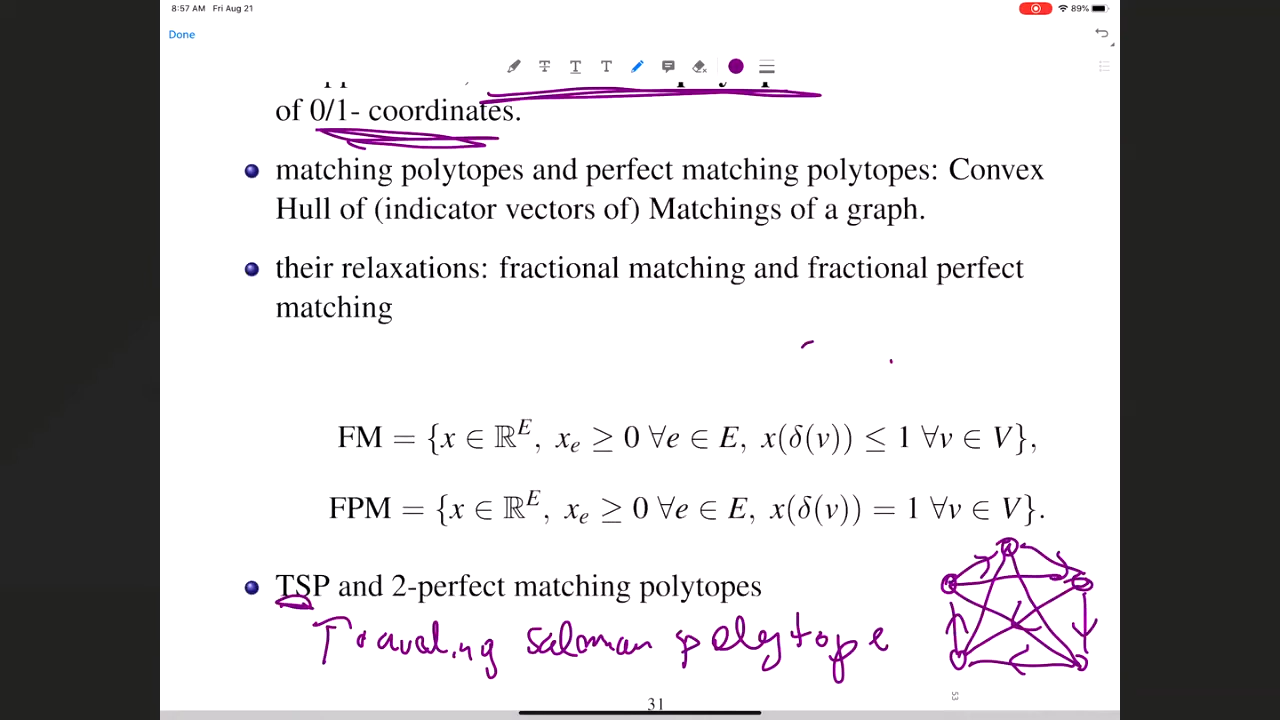 8:57 AM Fri Aug 21
89%
Done
of 0/1- coordinates.
matching polytopes and perfect matching polytopes: Convex
Hull of (indicator vectors of) Matchings of a graph.
their relaxations: fractional matching and fractional perfect
matching
FM = {x ∈ ℝ^E, x_e ≥ 0 ∀e ∈ E, x(δ(v)) ≤ 1 ∀v ∈ V},
FPM = {x ∈ ℝ^E, x_e ≥ 0 ∀e ∈ E, x(δ(v)) = 1 ∀v ∈ V}.
TSP and 2-perfect matching polytopes
Traveling saloman polytope
31
53